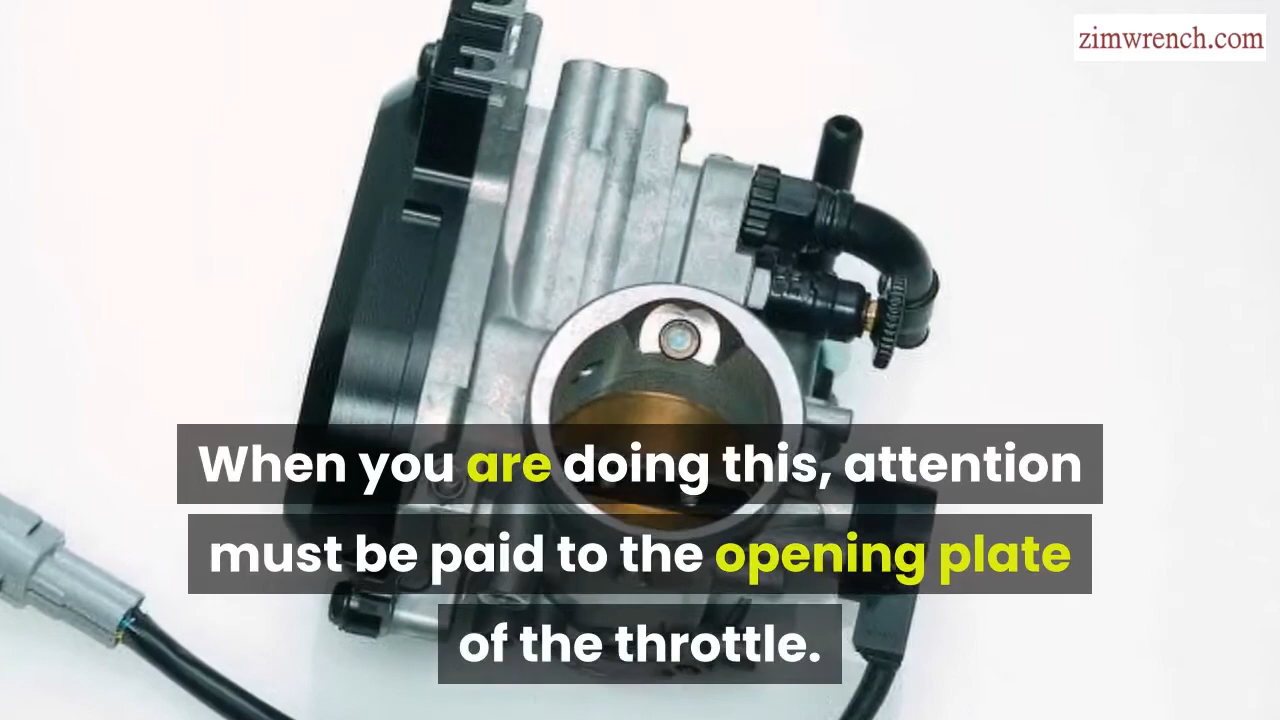 zimwrench.com
When you are doing this, attention
must be paid to the opening plate
of the throttle.